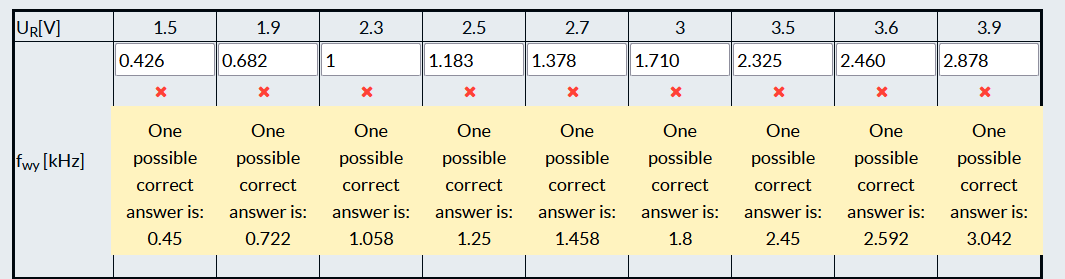 UR[V] 1.5 1.9 2.3 2.5 2.7 3 3.5 3.6 3.9
0.426 0.682 1 1.183 1.378 1.710 2.325 2.460 2.878
fwy [kHz]
One One One One One One One One One
possible possible possible possible possible possible possible possible possible
correct correct correct correct correct correct correct correct correct
answer is: answer is: answer is: answer is: answer is: answer is: answer is: answer is: answer is:
0.45 0.722 1.058 1.25 1.458 1.8 2.45 2.592 3.042